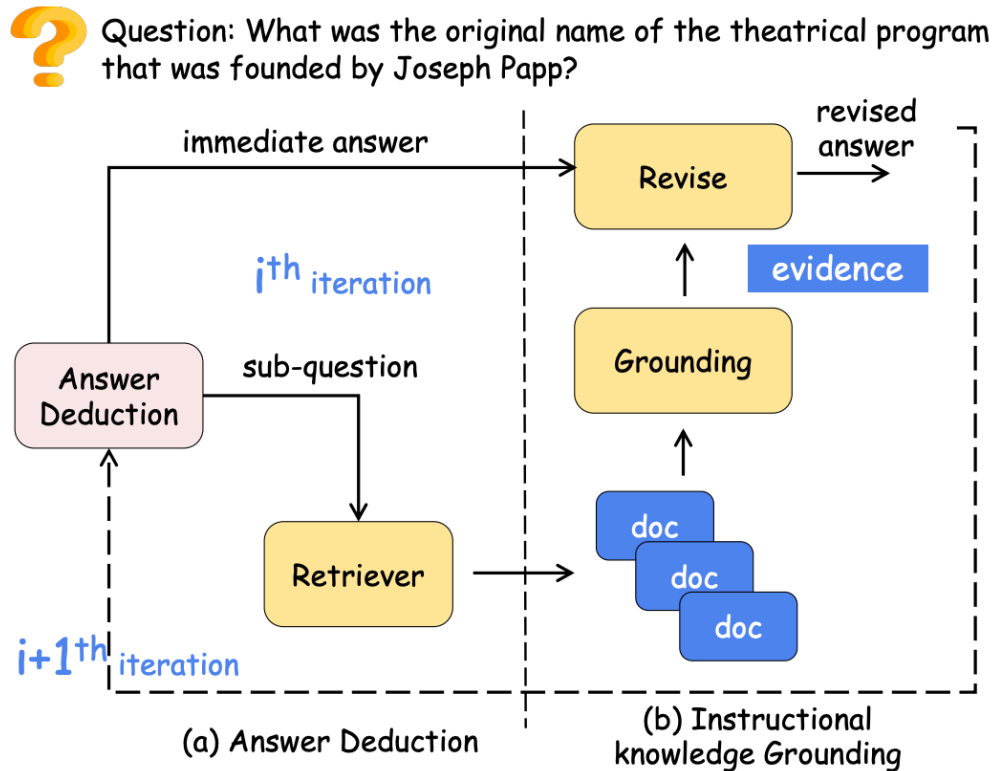 Question: What was the original name of the theatrical program
that was founded by Joseph Papp?
immediate answer
revised
answer
Revise
ith iteration
evidence
Answer
Deduction
sub-question
Grounding
Retriever
doc
doc
doc
i+1th iteration
(a) Answer Deduction
(b) Instructional
knowledge Grounding